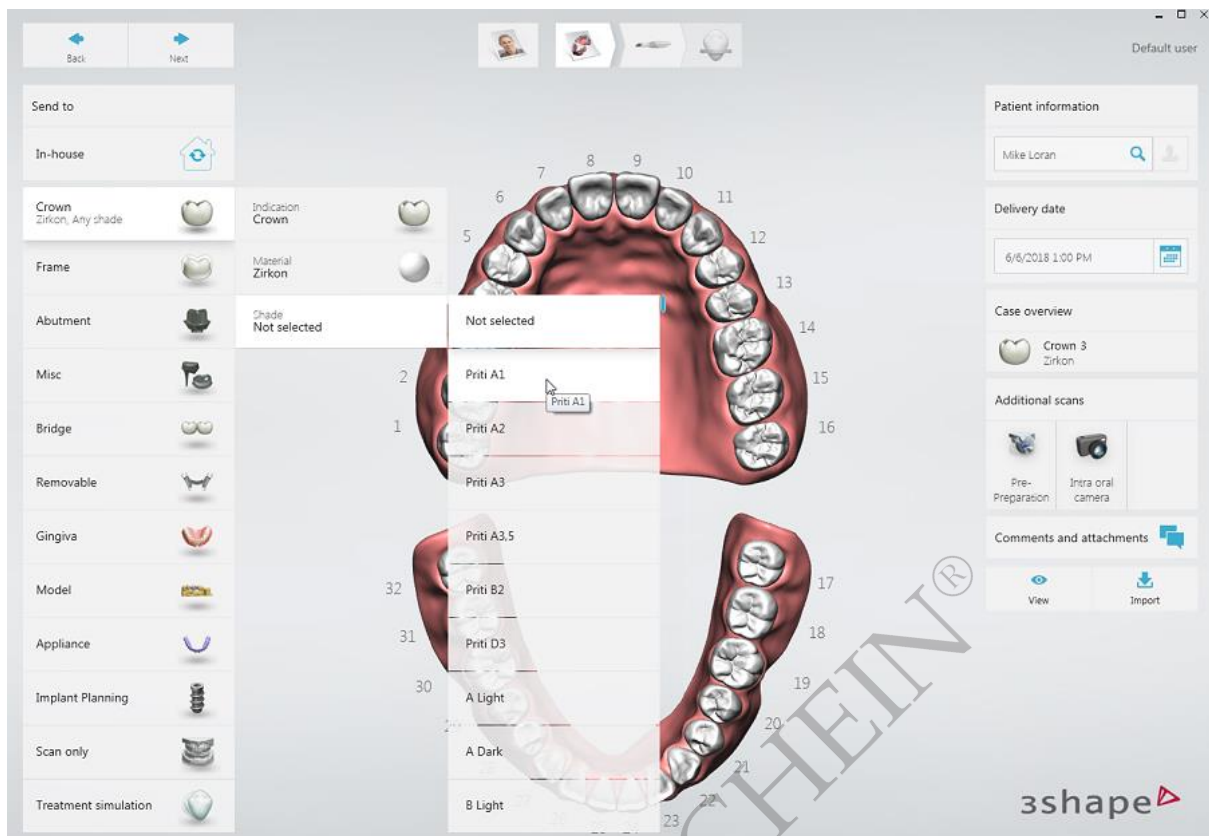 Back
Next
Default user
Send to
In-house
Crown
Zirkon, Any shade
Frame
Abutment
Misc
Bridge
Removable
Gingiva
Model
Appliance
Implant Planning
Scan only
Treatment simulation
Indication
Crown
Material
Zirkon
Shade
Not selected
Not selected
Priti A1
Priti A1
Priti A2
Priti A3
Priti A3,5
Priti B2
Priti D3
A Light
A Dark
B Light
7
8
9
10
6
11
5
12
13
14
2
15
1
16
32
17
31
18
30
19
20
21
22
23
Patient information
Mike Loran
Delivery date
6/6/2018 1:00 PM
Case overview
Crown 3
Zirkon
Additional scans
Pre-
Preparation
Intra oral
camera
Comments and attachments
View
Import
CHEIN®
3shape